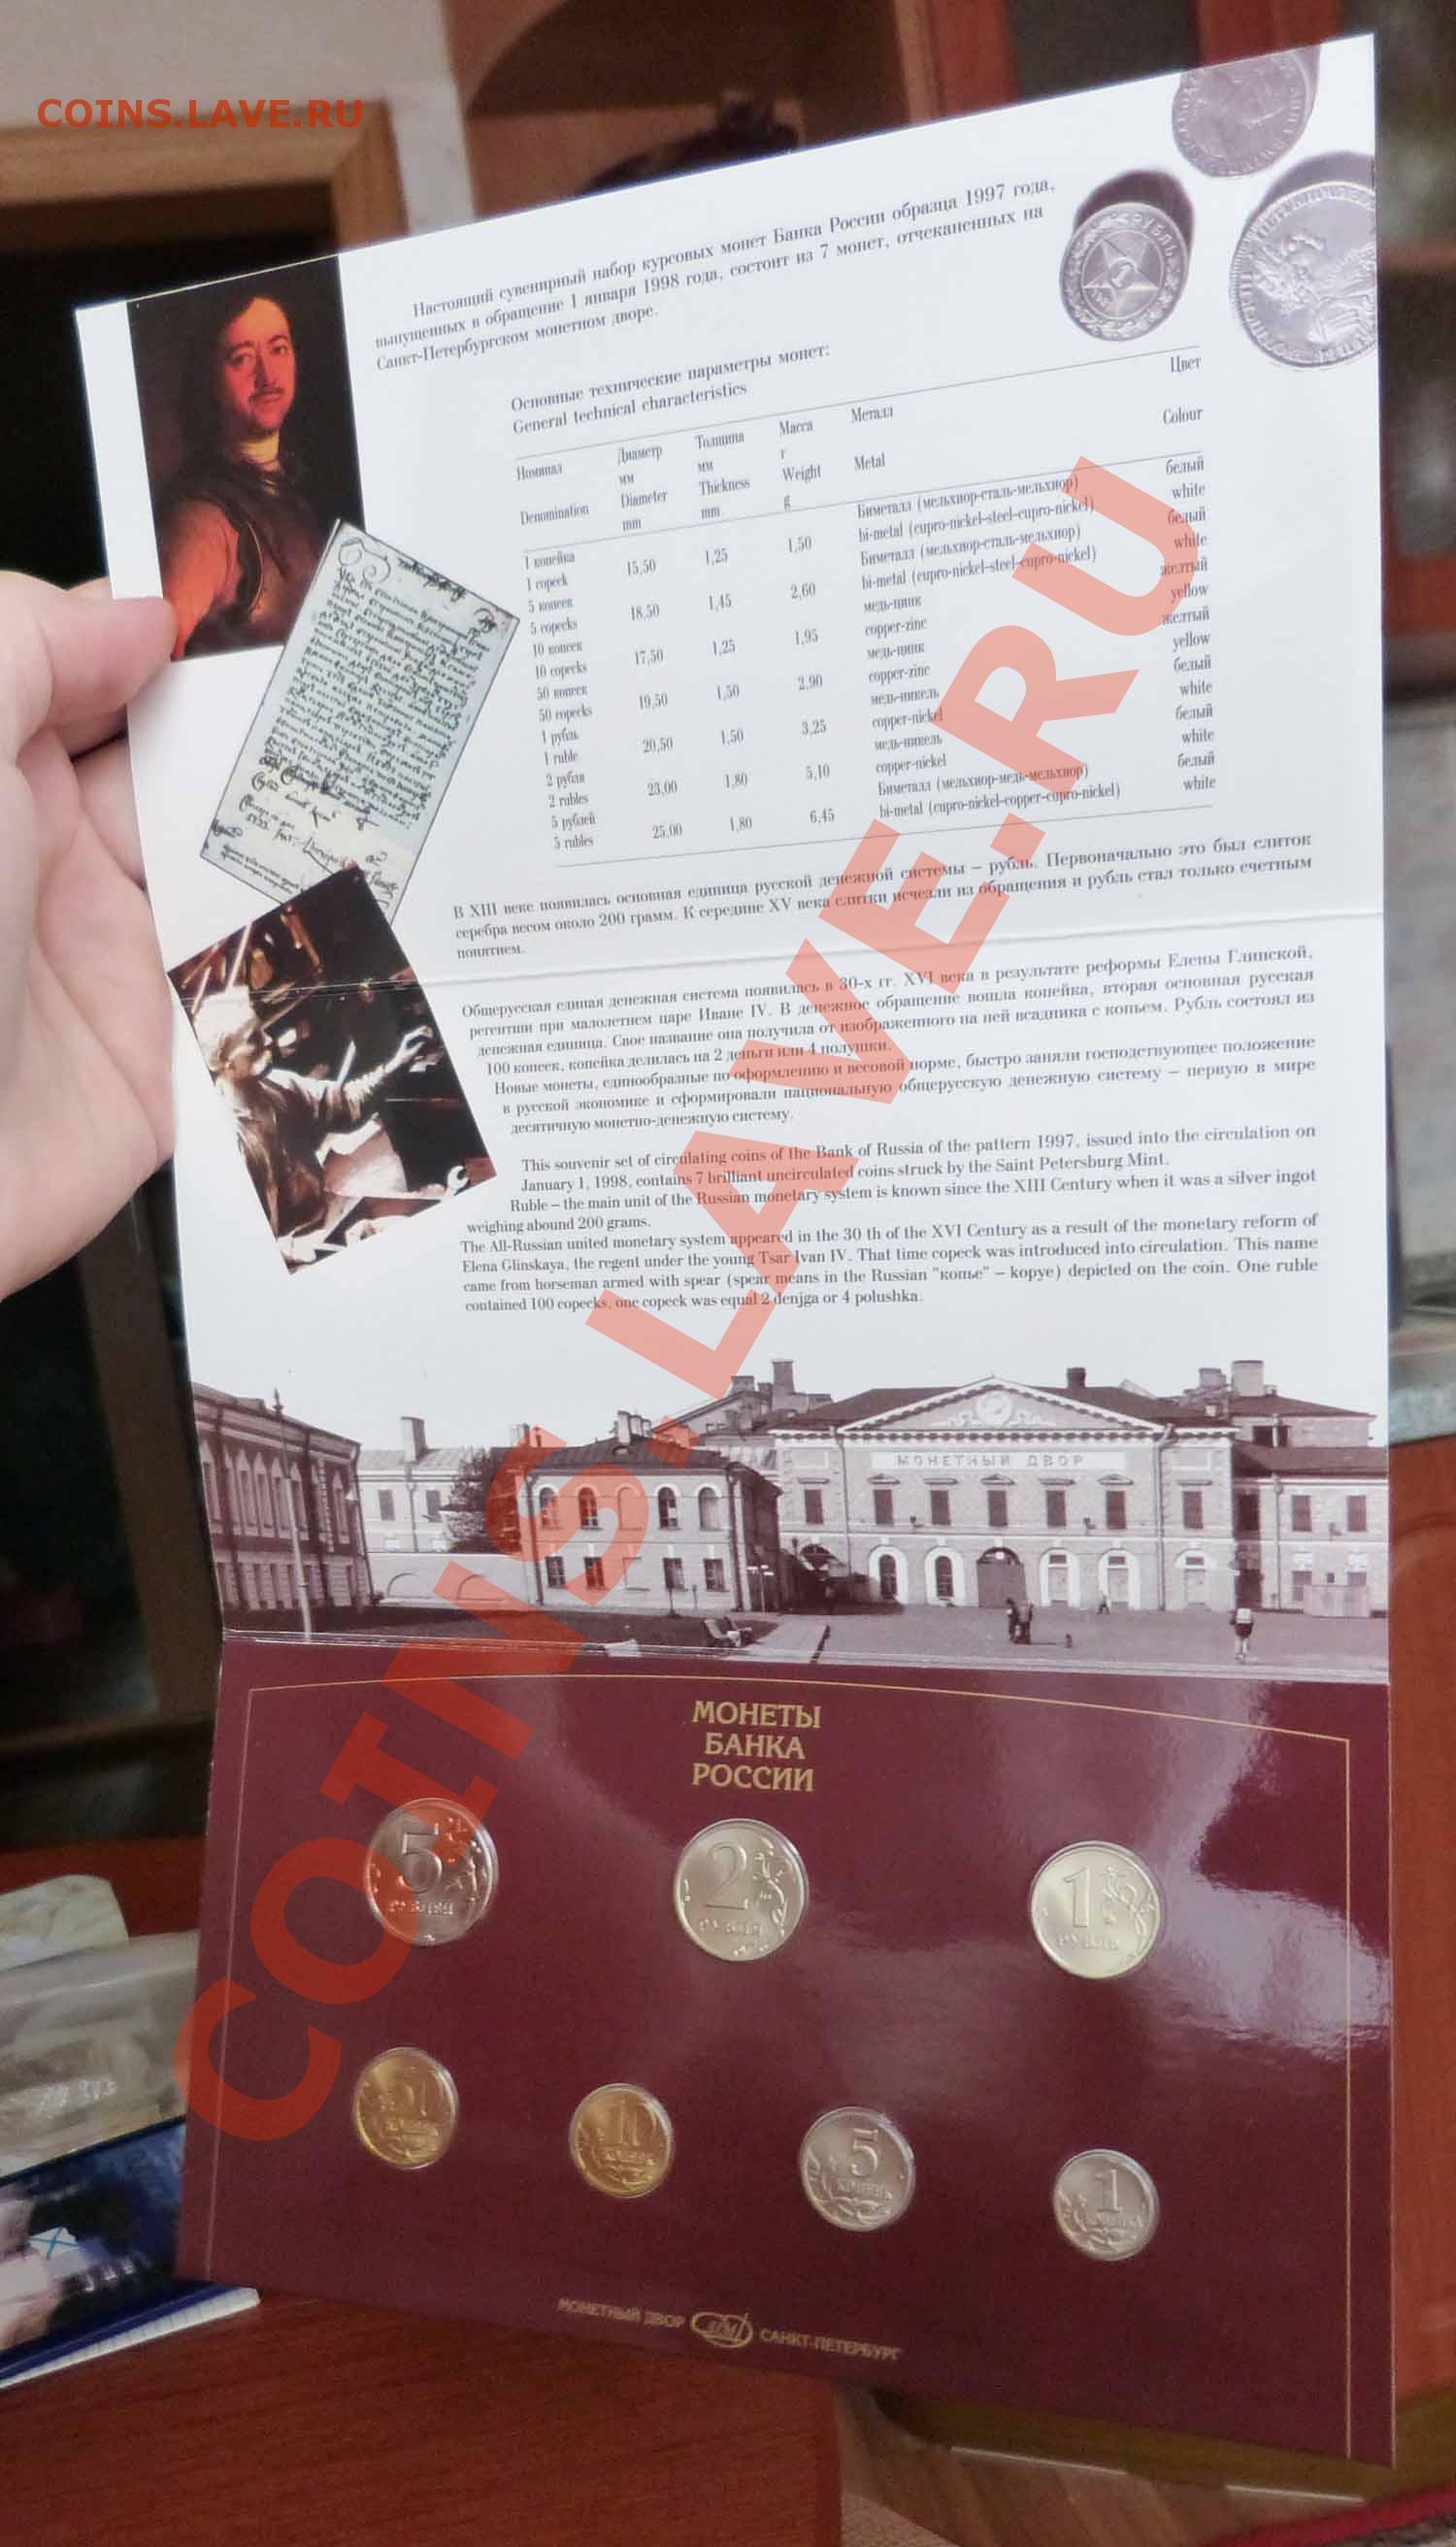 COINS.LAVE.RU
Настоящий сувенирный набор курсовых монет Банка России образца 1997 года,
выпущенных в обращение 1 января 1998 года, состоит из 7 монет, отчеканенных на
Санкт-Петербургском монетном дворе.
Основные технические параметры монет:
General technical characteristics
Номинал Диаметр Толщина Масса Металл Цвет
мм мм г
Denomination Diameter Thickness Weight Metal Colour
mm mm g
1 копейка 15,50 1,25 1,50 Биметалл (мельхиор-сталь-мельхиор) белый
1 copeck bi-metal (cupro-nickel-steel-cupro-nickel) white
5 копеек 18,50 1,45 2,60 Биметалл (мельхиор-сталь-мельхиор) белый
5 copecks bi-metal (cupro-nickel-steel-cupro-nickel) white
10 копеек 17,50 1,25 1,95 медь-цинк желтый
10 copecks copper-zinc yellow
50 копеек 19,50 1,50 2,90 медь-цинк желтый
50 copecks copper-zinc yellow
1 рубль 20,50 1,50 3,25 медь-никель белый
1 ruble copper-nickel white
2 рубля 23,00 1,80 5,10 медь-никель белый
2 rubles copper-nickel white
5 рублей 25,00 1,80 6,45 Биметалл (мельхиор-медь-мельхиор) белый
5 rubles bi-metal (cupro-nickel-copper-cupro-nickel) white
В XIII веке появилась основная единица русской денежной системы – рубль. Первоначально это был слиток
серебра весом около 200 грамм. К середине XV века слитки исчезли из обращения и рубль стал только счетным
понятием.
Общерусская единая денежная система появилась в 30-х гг. XVI века в результате реформы Елены Глинской,
регентши при малолетнем царе Иване IV. В денежное обращение вошла копейка, вторая основная русская
денежная единица. Свое название она получила от изображенного на ней всадника с копьем. Рубль состоял из
100 копеек, копейка делилась на 2 деньги или 4 полушки.
Новые монеты, единообразные по оформлению и весовой норме, быстро заняли господствующее положение
в русской экономике и сформировали национальную общерусскую денежную систему – первую в мире
десятичную монетно-денежную систему.
This souvenir set of circulating coins of the Bank of Russia of the pattern 1997, issued into the circulation on
January 1, 1998, contains 7 brilliant uncirculated coins struck by the Saint Petersburg Mint.
Ruble – the main unit of the Russian monetary system is known since the XIII Century when it was a silver ingot
weighing abound 200 grams.
The All-Russian united monetary system appeared in the 30 th of the XVI Century as a result of the monetary reform of
Elena Glinskaya, the regent under the young Tsar Ivan IV. That time copeck was introduced into circulation. This name
came from horseman armed with spear (spear means in the Russian "копье" – kopye) depicted on the coin. One ruble
contained 100 copecks, one copeck was equal 2 denjga or 4 polushka.
МОНЕТНЫЙ ДВОР
МОНЕТЫ
БАНКА
РОССИИ
5 РУБЛЕЙ
2 РУБЛЯ
1 РУБЛЬ
10
5 КОПЕЕК
1 КОПЕЙКА
МОНЕТНЫЙ ДВОР САНКТ-ПЕТЕРБУРГ
COINS.LAVE.RU